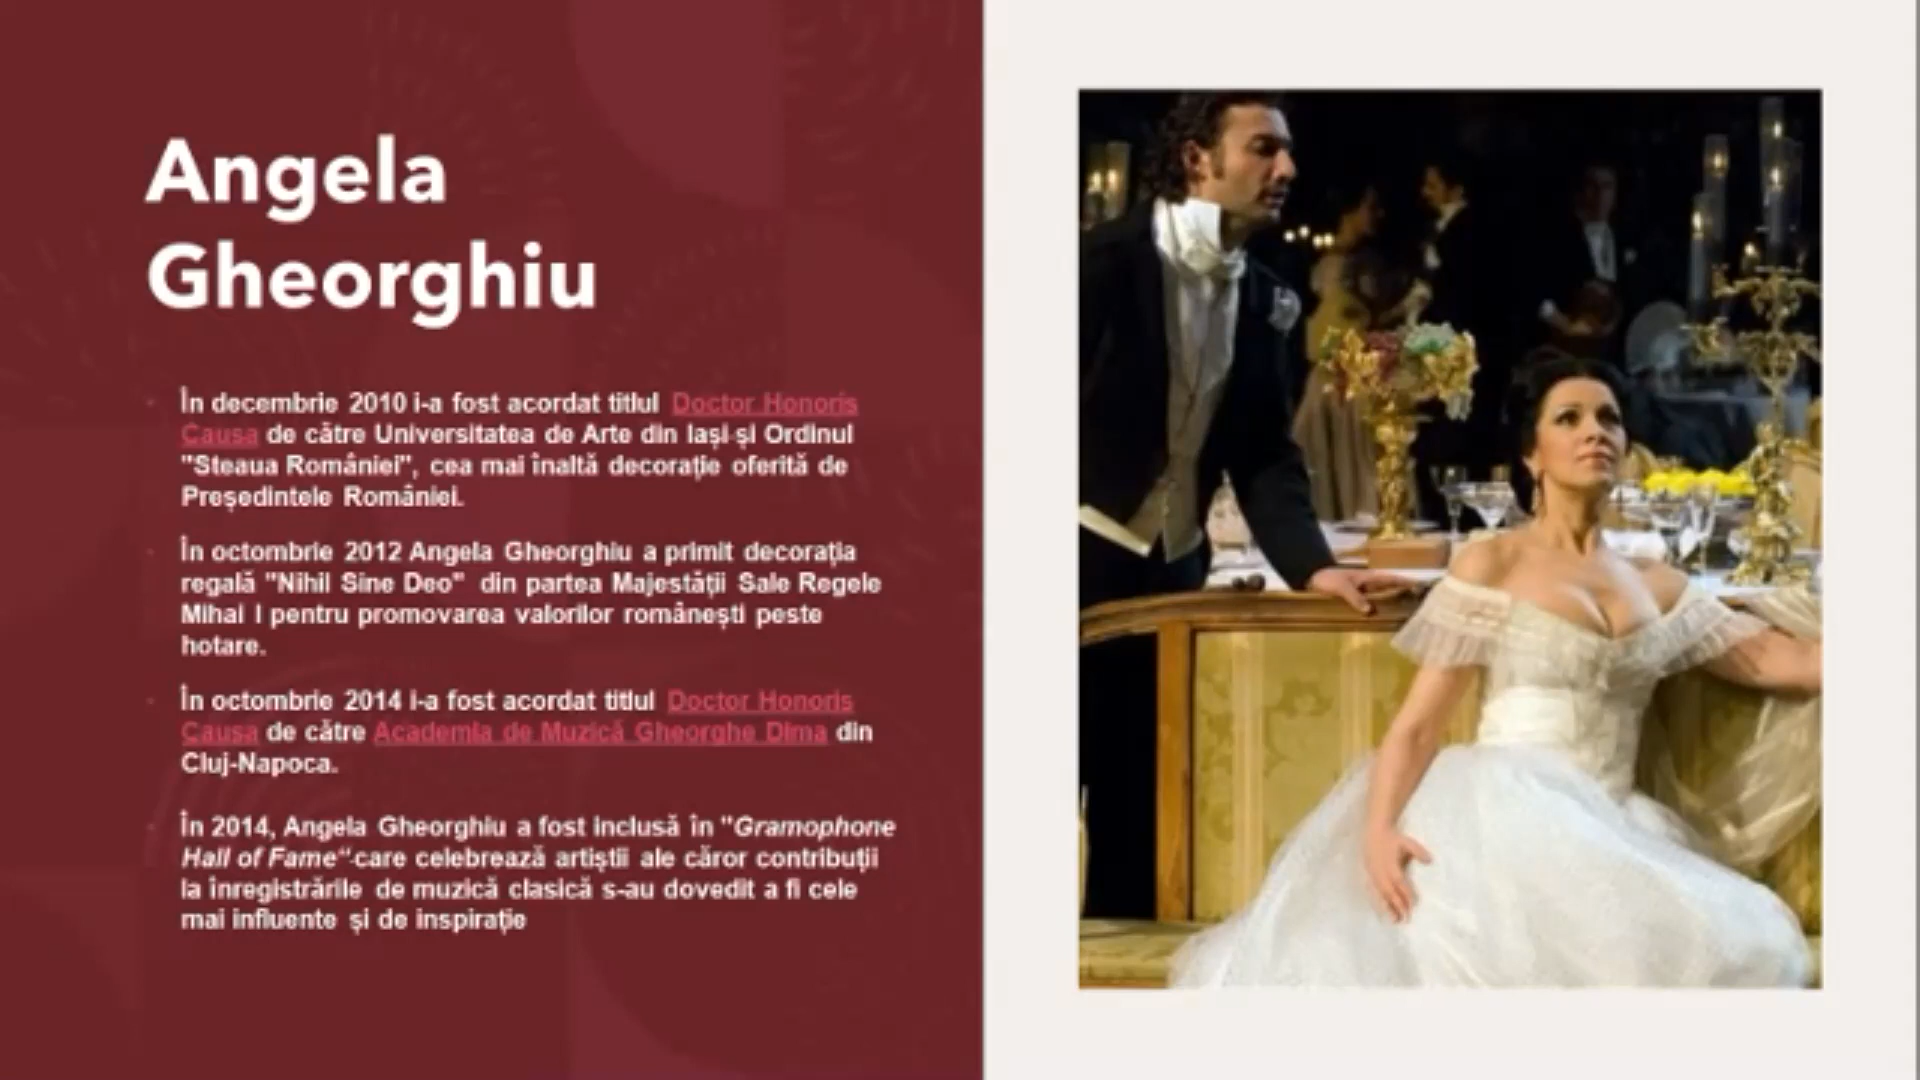 Angela
Gheorghiu
În decembrie 2010 i-a fost acordat titlul Doctor Honoris
Causa de către Universitatea de Arte din Iași și Ordinul
"Steaua României", cea mai înaltă decorație oferită de
Președintele României.
În octombrie 2012 Angela Gheorghiu a primit decorația
regală "Nihil Sine Deo" din partea Majestății Sale Regele
Mihai I pentru promovarea valorilor românești peste
hotare.
În octombrie 2014 i-a fost acordat titlul Doctor Honoris
Causa de către Academia de Muzică Gheorghe Dima din
Cluj-Napoca.
În 2014, Angela Gheorghiu a fost inclusă în "Gramophone
Hall of Fame“-care celebrează artiștii ale căror contribuții
la înregistrările de muzică clasică s-au dovedit a fi cele
mai influente și de inspirație